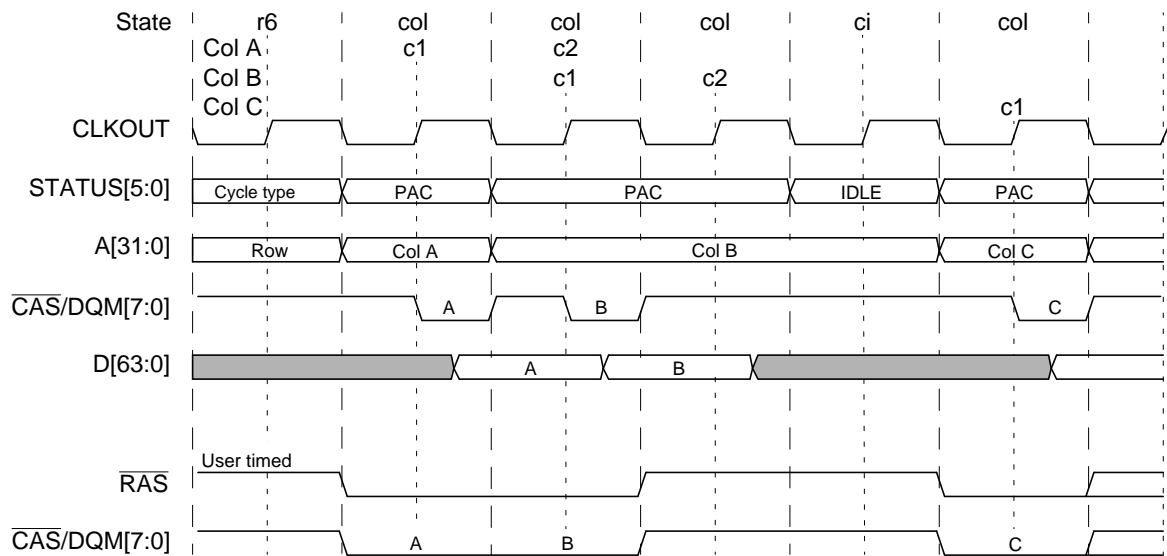 State r6 col col col ci col
Col A c1 c2
Col B c1 c2
Col C c1
CLKOUT
STATUS[5:0] Cycle type PAC PAC IDLE PAC
A[31:0] Row Col A Col B Col C
CAS/DQM[7:0] A B C
D[63:0] A B
User timed
RAS
CAS/DQM[7:0] A B C